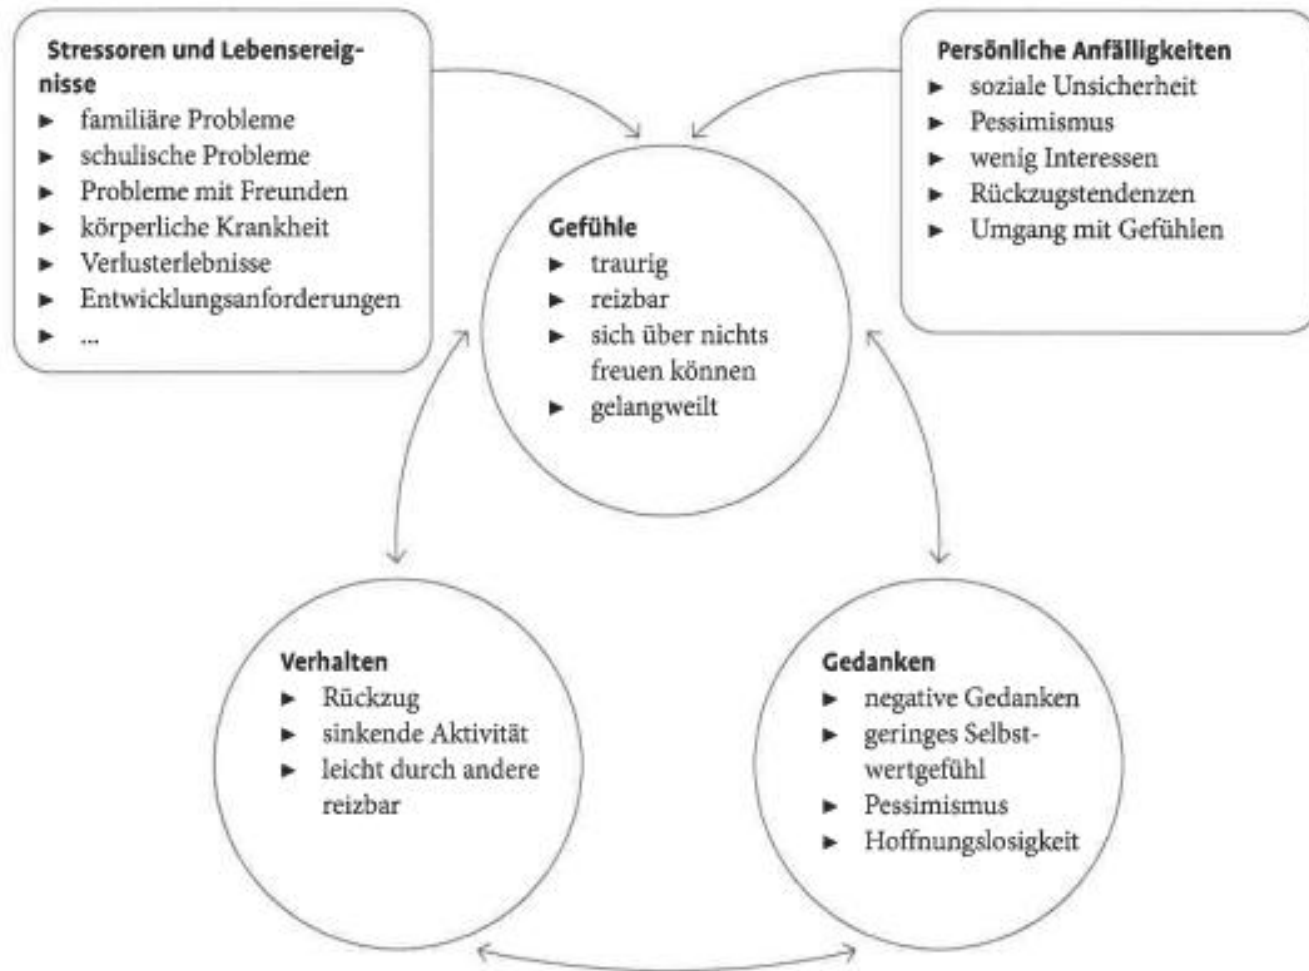 Stressoren und Lebensereig-
nisse
► familiäre Probleme
► schulische Probleme
► Probleme mit Freunden
► körperliche Krankheit
► Verlusterlebnisse
► Entwicklungsanforderungen
► ...
Persönliche Anfälligkeiten
► soziale Unsicherheit
► Pessimismus
► wenig Interessen
► Rückzugstendenzen
► Umgang mit Gefühlen
Gefühle
► traurig
► reizbar
► sich über nichts
freuen können
► gelangweilt
Verhalten
► Rückzug
► sinkende Aktivität
► leicht durch andere
reizbar
Gedanken
► negative Gedanken
► geringes Selbst-
wertgefühl
► Pessimismus
► Hoffnungslosigkeit